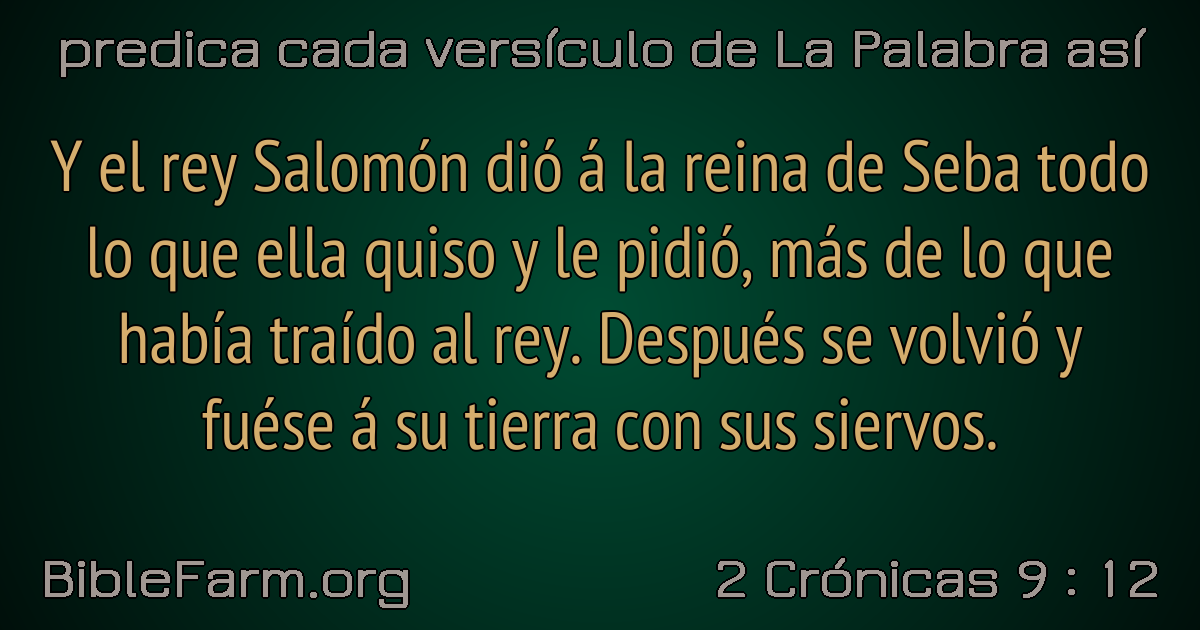 predica cada versículo de La Palabra así
Y el rey Salomón dió á la reina de Seba todo
lo que ella quiso y le pidió, más de lo que
había traído al rey. Después se volvió y
fuése á su tierra con sus siervos.
BibleFarm.org
2 Crónicas 9 : 12